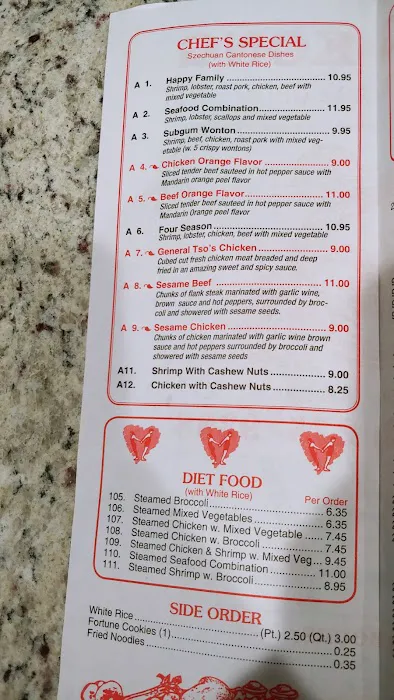 CHEF'S SPECIAL
Szechuan Cantonese Dishes
(with White Rice)
A 1. Happy Family ........ 10.95
Shrimp, lobster, roast pork, chicken, beef with
mixed vegetable
A 2. Seafood Combination ........ 11.95
Shrimp, lobster, scallops and mixed vegetable
A 3. Subgum Wonton ........ 9.95
Shrimp, beef, chicken, roast pork with mixed veg-
etable (w. 5 crispy wontons)
A 4. Chicken Orange Flavor ........ 9.00
Sliced tender beef sauteed in hot pepper sauce with
Mandarin orange peel flavor
A 5. Beef Orange Flavor ........ 11.00
Sliced tender beef sauteed in hot pepper sauce with
Mandarin Orange peel flavor
A 6. Four Season ........ 10.95
Shrimp, lobster, chicken, beef with mixed vegetable
A 7. General Tso's Chicken ........ 9.00
Cubed cut fresh chicken meat breaded and deep
fried in an amazing sweet and spicy sauce.
A 8. Sesame Beef ........ 11.00
Chunks of flank steak marinated with garlic wine,
brown sauce and hot peppers, surrounded by broc-
coli and showered with sesame seeds.
A 9. Sesame Chicken ........ 9.00
Chunks of chicken marinated with garlic wine brown
sauce and hot peppers surrounded by broccoli and
showered with sesame seeds
A11. Shrimp With Cashew Nuts ........ 9.00
A12. Chicken with Cashew Nuts ........ 8.25
DIET FOOD
(with White Rice)
Per Order
105. Steamed Broccoli ........ 6.35
106. Steamed Mixed Vegetables ........ 6.35
107. Steamed Chicken w. Mixed Vegetable ...... 7.45
108. Steamed Chicken w. Broccoli ........ 7.45
109. Steamed Chicken & Shrimp w. Mixed Veg... 9.45
110. Steamed Seafood Combination ........ 11.00
111. Steamed Shrimp w. Broccoli ........ 8.95
SIDE ORDER
White Rice ........ (Pt.) 2.50 (Qt.) 3.00
Fortune Cookies (1) ........ 0.25
Fried Noodles ........ 0.35